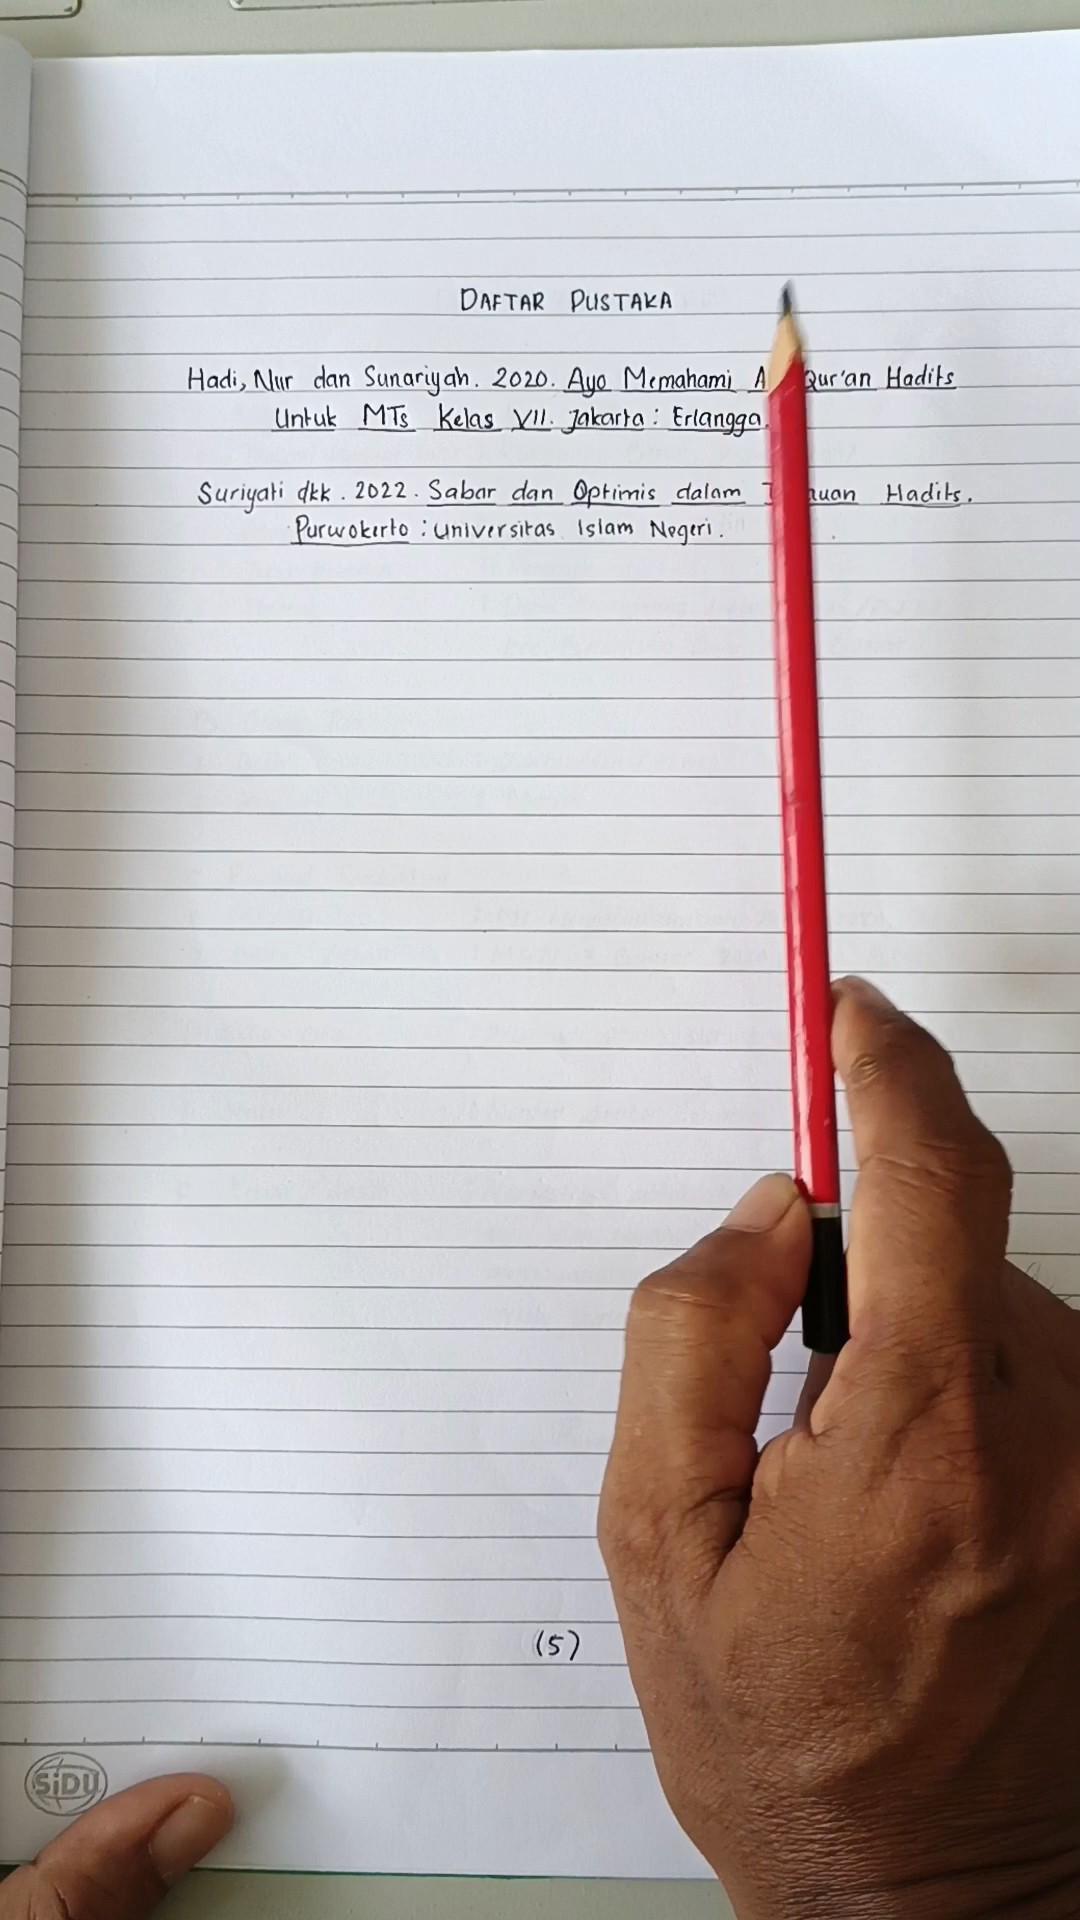 DAFTAR PUSTAKA
Hadi, Nur dan Sunariyah. 2020. Ayo Memahami Qur'an Hadits
Untuk MTs Kelas VII. Jakarta : Erlangga.
Suriyati dkk. 2022. Sabar dan Optimis dalam Hadits.
Purwokerto : Universitas Islam Negeri.
(5)
SiDU